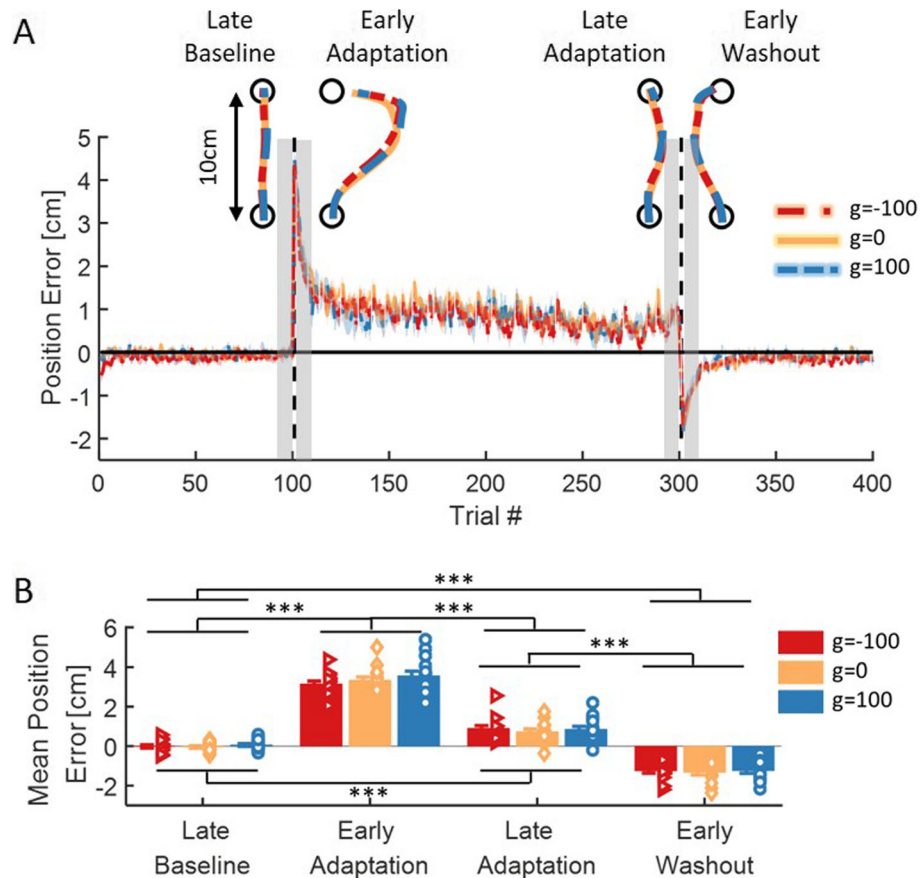 A
Late Baseline
Early Adaptation
Late Adaptation
Early Washout
10cm
Position Error [cm]
5
4
3
2
1
0
-1
-2
0 50 100 150 200 250 300 350 400
Trial #
g=-100
g=0
g=100
B
***
*** ***
***
***
Mean Position Error [cm]
6
4
2
0
-2
Late Baseline
Early Adaptation
Late Adaptation
Early Washout
g=-100
g=0
g=100